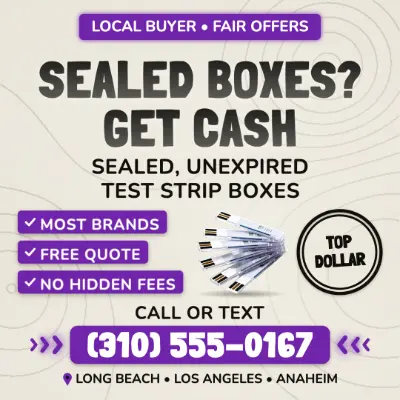 LOCAL BUYER • FAIR OFFERS
SEALED BOXES?
GET CASH
SEALED, UNEXPIRED
TEST STRIP BOXES
✓ MOST BRANDS
✓ FREE QUOTE
✓ NO HIDDEN FEES
TOP
DOLLAR
CALL OR TEXT
(310) 555-0167
LONG BEACH • LOS ANGELES • ANAHEIM